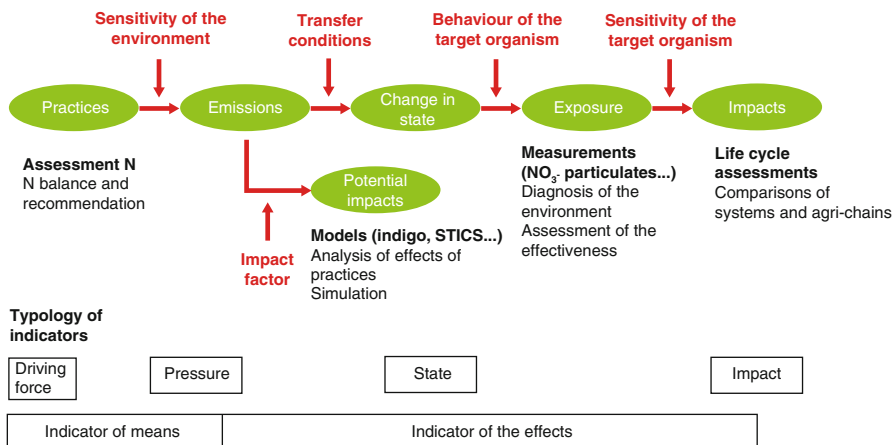 Sensitivity of the
environment
Transfer
conditions
Behaviour of the
target organism
Sensitivity of the
target organism
Practices
Emissions
Change in
state
Exposure
Impacts
Assessment N
N balance and
recommendation
Potential
impacts
Measurements
(NO3- particulates...)
Diagnosis of the
environment
Assessment of the
effectiveness
Life cycle
assessments
Comparisons of
systems and agri-chains
Impact
factor
Models (indigo, STICS...)
Analysis of effects of
practices
Simulation
Typology of
indicators
Driving
force
Pressure
State
Impact
Indicator of means
Indicator of the effects